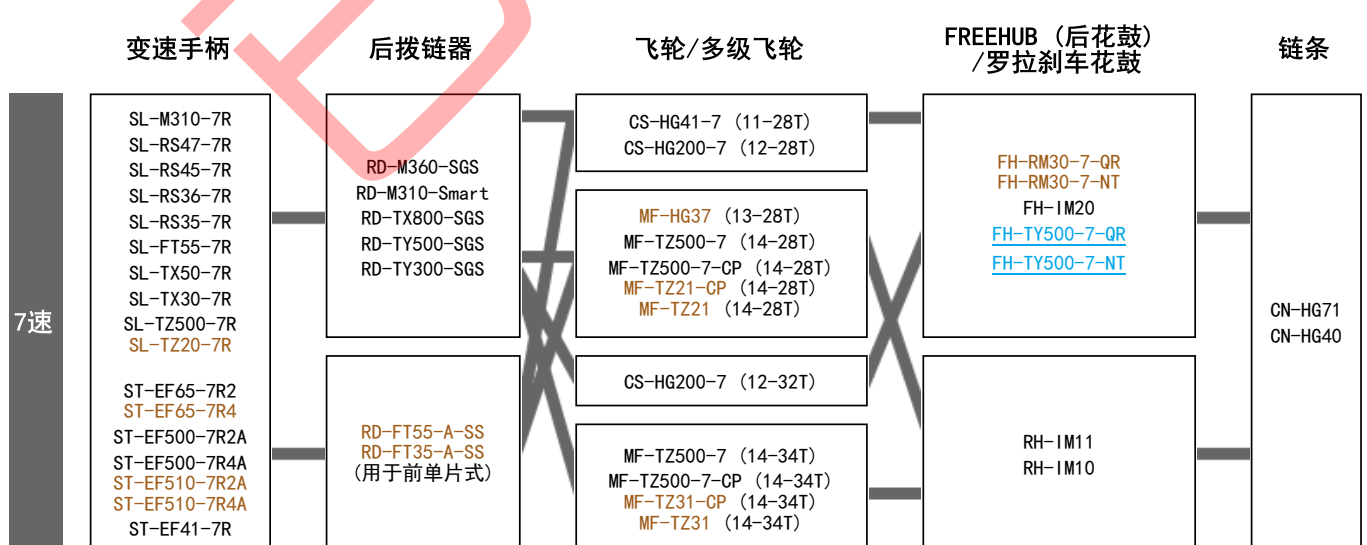 变速手柄
后拨链器
飞轮/多级飞轮
FREEHUB (后花鼓)
/罗拉刹车花鼓
链条
7速
SL-M310-7R
SL-RS47-7R
SL-RS45-7R
SL-RS36-7R
SL-RS35-7R
SL-FT55-7R
SL-TX50-7R
SL-TX30-7R
SL-TZ500-7R
SL-TZ20-7R
ST-EF65-7R2
ST-EF65-7R4
ST-EF500-7R2A
ST-EF500-7R4A
ST-EF510-7R2A
ST-EF510-7R4A
ST-EF41-7R
RD-M360-SGS
RD-M310-Smart
RD-TX800-SGS
RD-TY500-SGS
RD-TY300-SGS
RD-FT55-A-SS
RD-FT35-A-SS
(用于前单片式)
CS-HG41-7 (11-28T)
CS-HG200-7 (12-28T)
MF-HG37 (13-28T)
MF-TZ500-7 (14-28T)
MF-TZ500-7-CP (14-28T)
MF-TZ21-CP (14-28T)
MF-TZ21 (14-28T)
CS-HG200-7 (12-32T)
MF-TZ500-7 (14-34T)
MF-TZ500-7-CP (14-34T)
MF-TZ31-CP (14-34T)
MF-TZ31 (14-34T)
FH-RM30-7-QR
FH-RM30-7-NT
FH-IM20
FH-TY500-7-QR
FH-TY500-7-NT
RH-IM11
RH-IM10
CN-HG71
CN-HG40